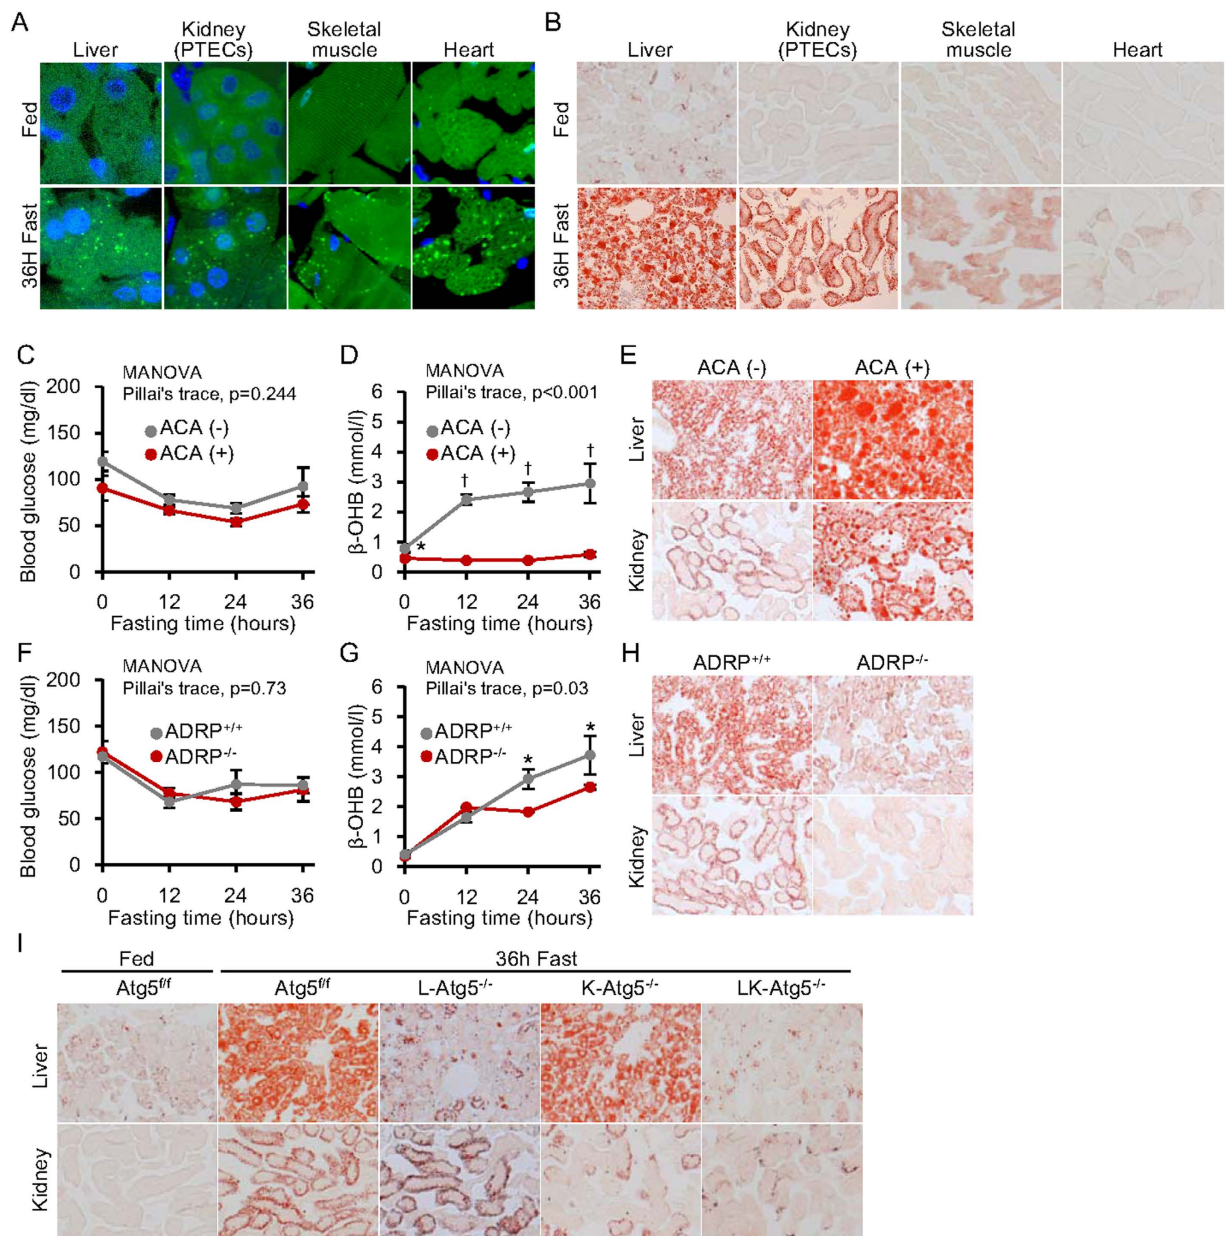 A
Liver
Kidney
(PTECs)
Skeletal
muscle
Heart
Fed
36H Fast
B
Liver
Kidney
(PTECs)
Skeletal
muscle
Heart
Fed
36H Fast
C
MANOVA
Pillai's trace, p=0.244
ACA (-)
ACA (+)
Blood glucose (mg/dl)
200
150
100
50
0
0 12 24 36
Fasting time (hours)
D
MANOVA
Pillai's trace, p<0.001
ACA (-)
ACA (+)
β-OHB (mmol/l)
6
5
4
3
2
1
0
† † †
*
0 12 24 36
Fasting time (hours)
E
ACA (-) ACA (+)
Liver
Kidney
F
MANOVA
Pillai's trace, p=0.73
ADRP+/+
ADRP-/-
Blood glucose (mg/dl)
200
150
100
50
0
0 12 24 36
Fasting time (hours)
G
MANOVA
Pillai's trace, p=0.03
ADRP+/+
ADRP-/-
β-OHB (mmol/l)
6
5
4
3
2
1
0
* *
0 12 24 36
Fasting time (hours)
H
ADRP+/+ ADRP-/-
Liver
Kidney
I
Fed 36h Fast
Atg5f/f Atg5f/f L-Atg5-/- K-Atg5-/- LK-Atg5-/-
Liver
Kidney